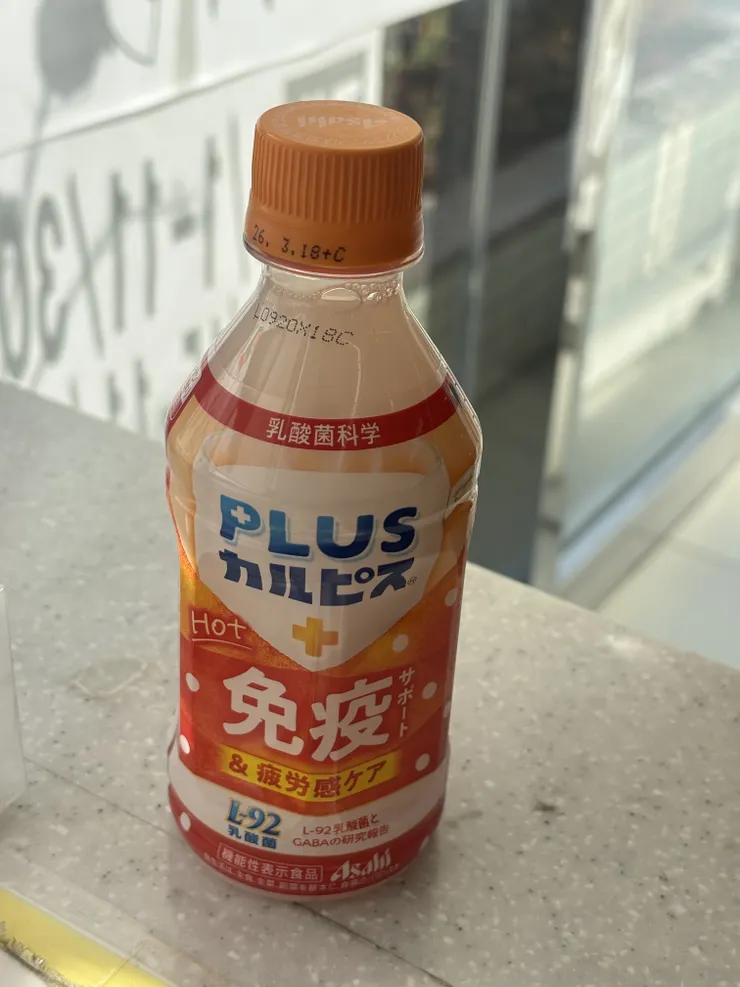 Asahi
26. 3.18+C
L0920X18C
乳酸菌科学
PLUS
カルピス®
Hot
免疫
サポート
& 疲労感ケア
L-92
乳酸菌
L-92乳酸菌と
GABAの研究報告
機能性表示食品
Asahi